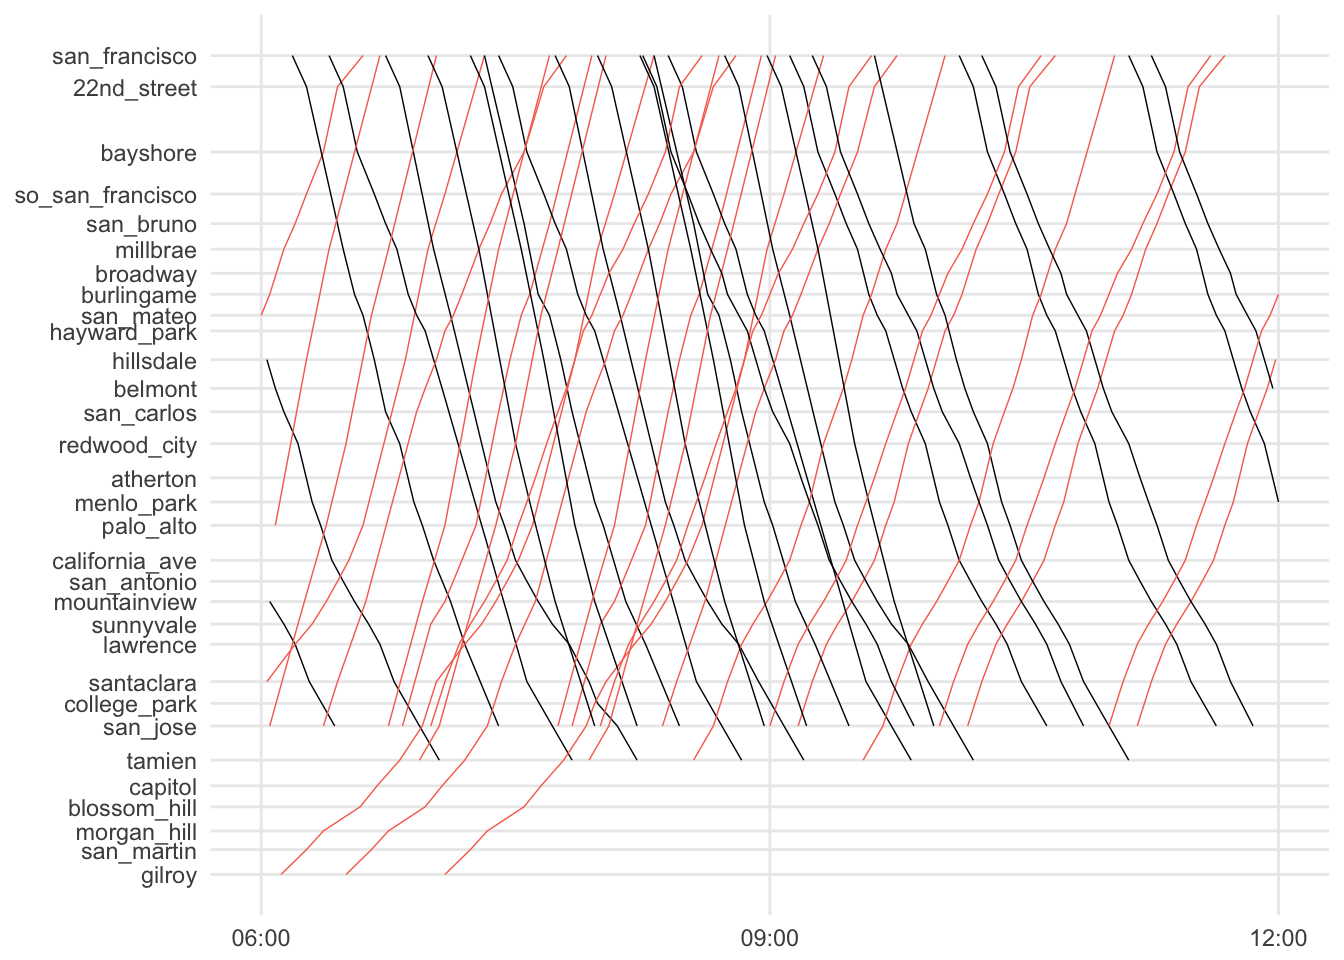 san_francisco
22nd_street
bayshore
so_san_francisco
san_bruno
millbrae
broadway
burlingame
san_mateo
hayward_park
hillsdale
belmont
san_carlos
redwood_city
atherton
menlo_park
palo_alto
california_ave
san_antonio
mountainview
sunnyvale
lawrence
santaclara
college_park
san_jose
tamien
capitol
blossom_hill
morgan_hill
san_martin
gilroy
06:00 09:00 12:00